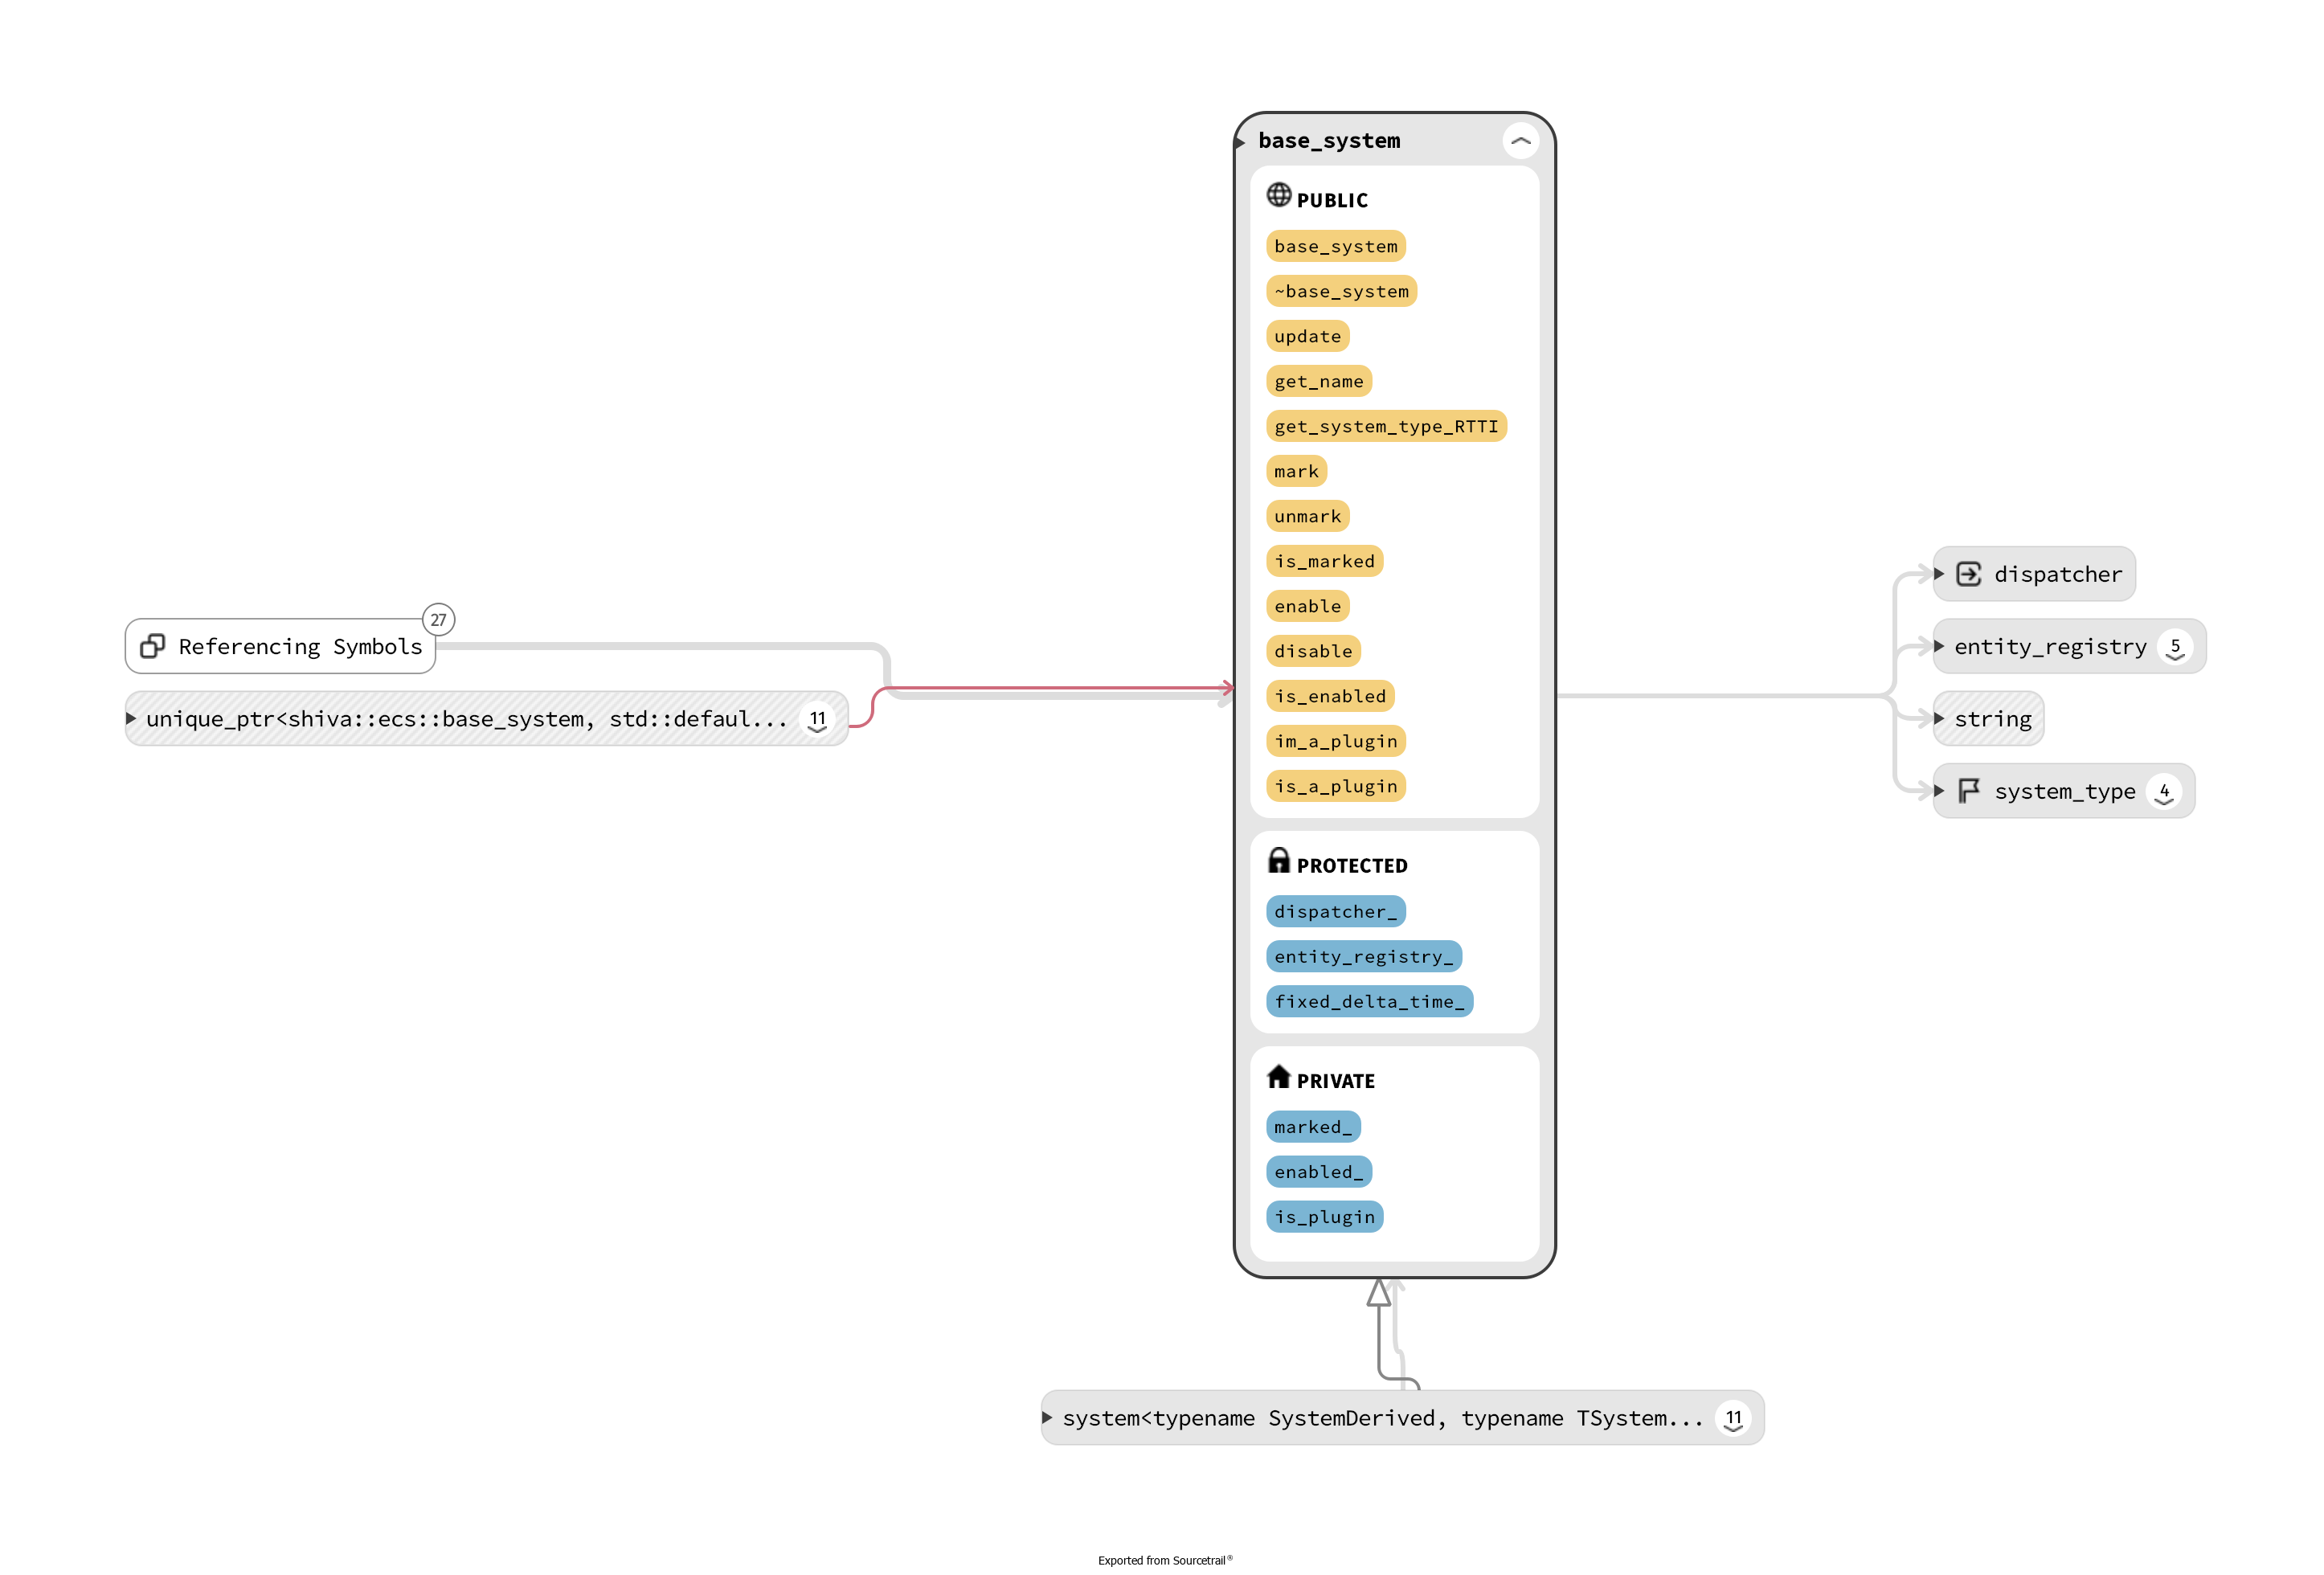 base_system
PUBLIC
base_system
~base_system
update
get_name
get_system_type_RTTI
mark
unmark
is_marked
enable
disable
is_enabled
im_a_plugin
is_a_plugin
PROTECTED
dispatcher_
entity_registry_
fixed_delta_time_
PRIVATE
marked_
enabled_
is_plugin
Referencing Symbols 27
unique_ptr<shiva::ecs::base_system, std::defaul... 11
dispatcher
entity_registry 5
string
system_type 4
system<typename SystemDerived, typename TSystem... 11
Exported from Sourcetrail®